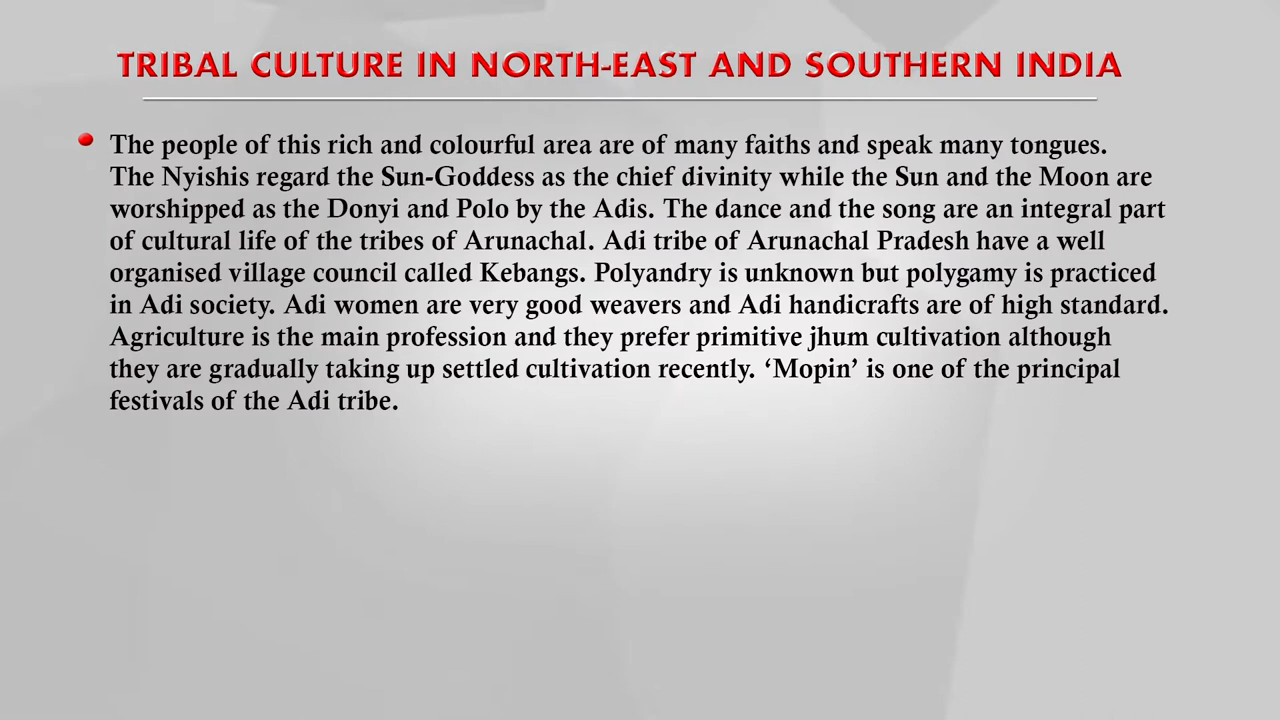 TRIBAL CULTURE IN NORTH-EAST AND SOUTHERN INDIA
The people of this rich and colourful area are of many faiths and speak many tongues.
The Nyishis regard the Sun-Goddess as the chief divinity while the Sun and the Moon are
worshipped as the Donyi and Polo by the Adis. The dance and the song are an integral part
of cultural life of the tribes of Arunachal. Adi tribe of Arunachal Pradesh have a well
organised village council called Kebangs. Polyandry is unknown but polygamy is practiced
in Adi society. Adi women are very good weavers and Adi handicrafts are of high standard.
Agriculture is the main profession and they prefer primitive jhum cultivation although
they are gradually taking up settled cultivation recently. ‘Mopin’ is one of the principal
festivals of the Adi tribe.